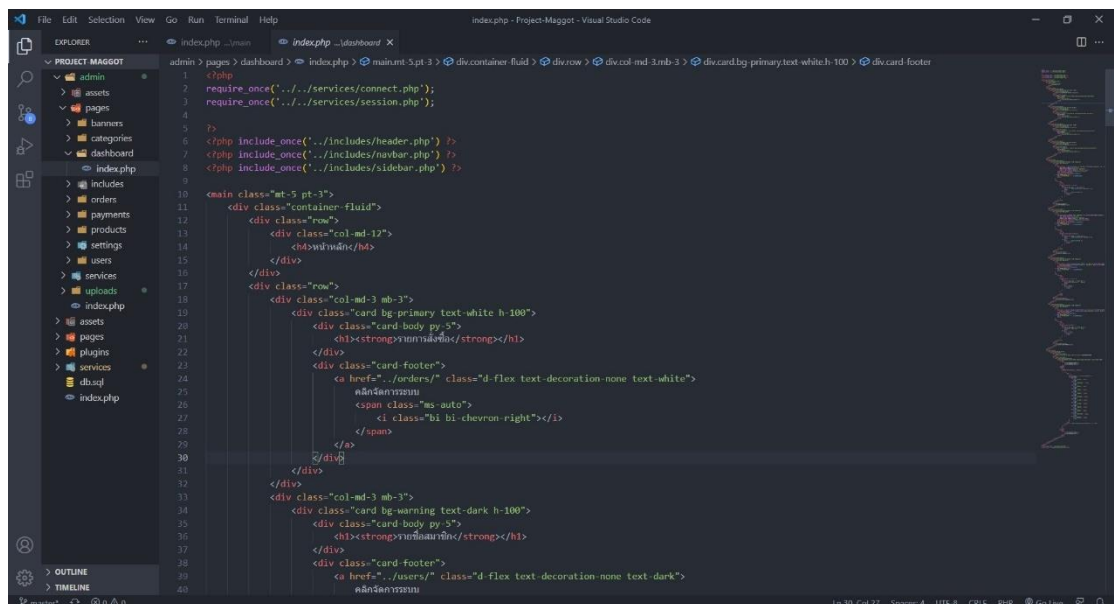 File Edit Selection View Go Run Terminal Help
index.php - Project-Maggot - Visual Studio Code
EXPLORER
index.php ...\main
index.php ...\dashboard
PROJECT-MAGGOT
admin > pages > dashboard > index.php > main.mt-5.pt-3 > div.container-fluid > div.row > div.col-md-3.mb-3 > div.card.bg-primary.text-white.h-100 > div.card-footer
admin
assets
pages
banners
categories
dashboard
index.php
includes
orders
payments
products
settings
users
services
uploads
index.php
assets
pages
plugins
services
db.sql
index.php
OUTLINE
TIMELINE
1 <?php
2 require_once('../../services/connect.php');
3 require_once('../../services/session.php');
4
5 ?>
6 <?php include_once('../includes/header.php') ?>
7 <?php include_once('../includes/navbar.php') ?>
8 <?php include_once('../includes/sidebar.php') ?>
9
10 <main class="mt-5 pt-3">
11 <div class="container-fluid">
12 <div class="row">
13 <div class="col-md-12">
14 <h4>หน้าหลัก</h4>
15 </div>
16 </div>
17 <div class="row">
18 <div class="col-md-3 mb-3">
19 <div class="card bg-primary text-white h-100">
20 <div class="card-body py-5">
21 <h1><strong>รายการสั่งซื้อ</strong></h1>
22 </div>
23 <div class="card-footer">
24 <a href="../orders/" class="d-flex text-decoration-none text-white">
25 คลิกจัดการระบบ
26 <span class="ms-auto">
27 <i class="bi bi-chevron-right"></i>
28 </span>
29 </a>
30 </div>
31 </div>
32 </div>
33 <div class="col-md-3 mb-3">
34 <div class="card bg-warning text-dark h-100">
35 <div class="card-body py-5">
36 <h1><strong>รายชื่อสมาชิก</strong></h1>
37 </div>
38 <div class="card-footer">
39 <a href="../users/" class="d-flex text-decoration-none text-dark">
40 คลิกจัดการระบบ
master* 0 0
Ln 30, Col 27 Spaces: 4 UTF-8 CRLF PHP Go Live